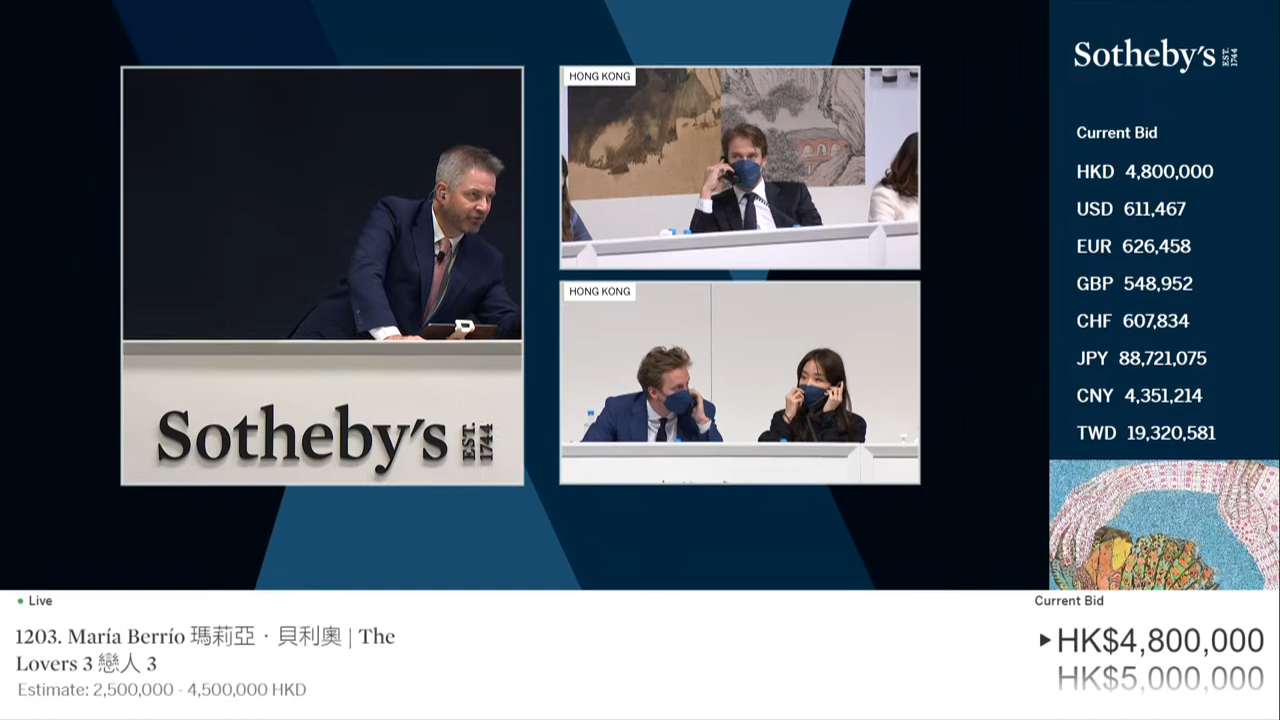 HONG KONG
HONG KONG
Sotheby's EST. 1744
Sotheby's EST. 1744
Current Bid
HKD 4,800,000
USD 611,467
EUR 626,458
GBP 548,952
CHF 607,834
JPY 88,721,075
CNY 4,351,214
TWD 19,320,581
Live
1203. María Berrío 瑪莉亞．貝利奧 | The
Lovers 3 戀人 3
Estimate: 2,500,000 - 4,500,000 HKD
Current Bid
HK$4,800,000
HK$5,000,000